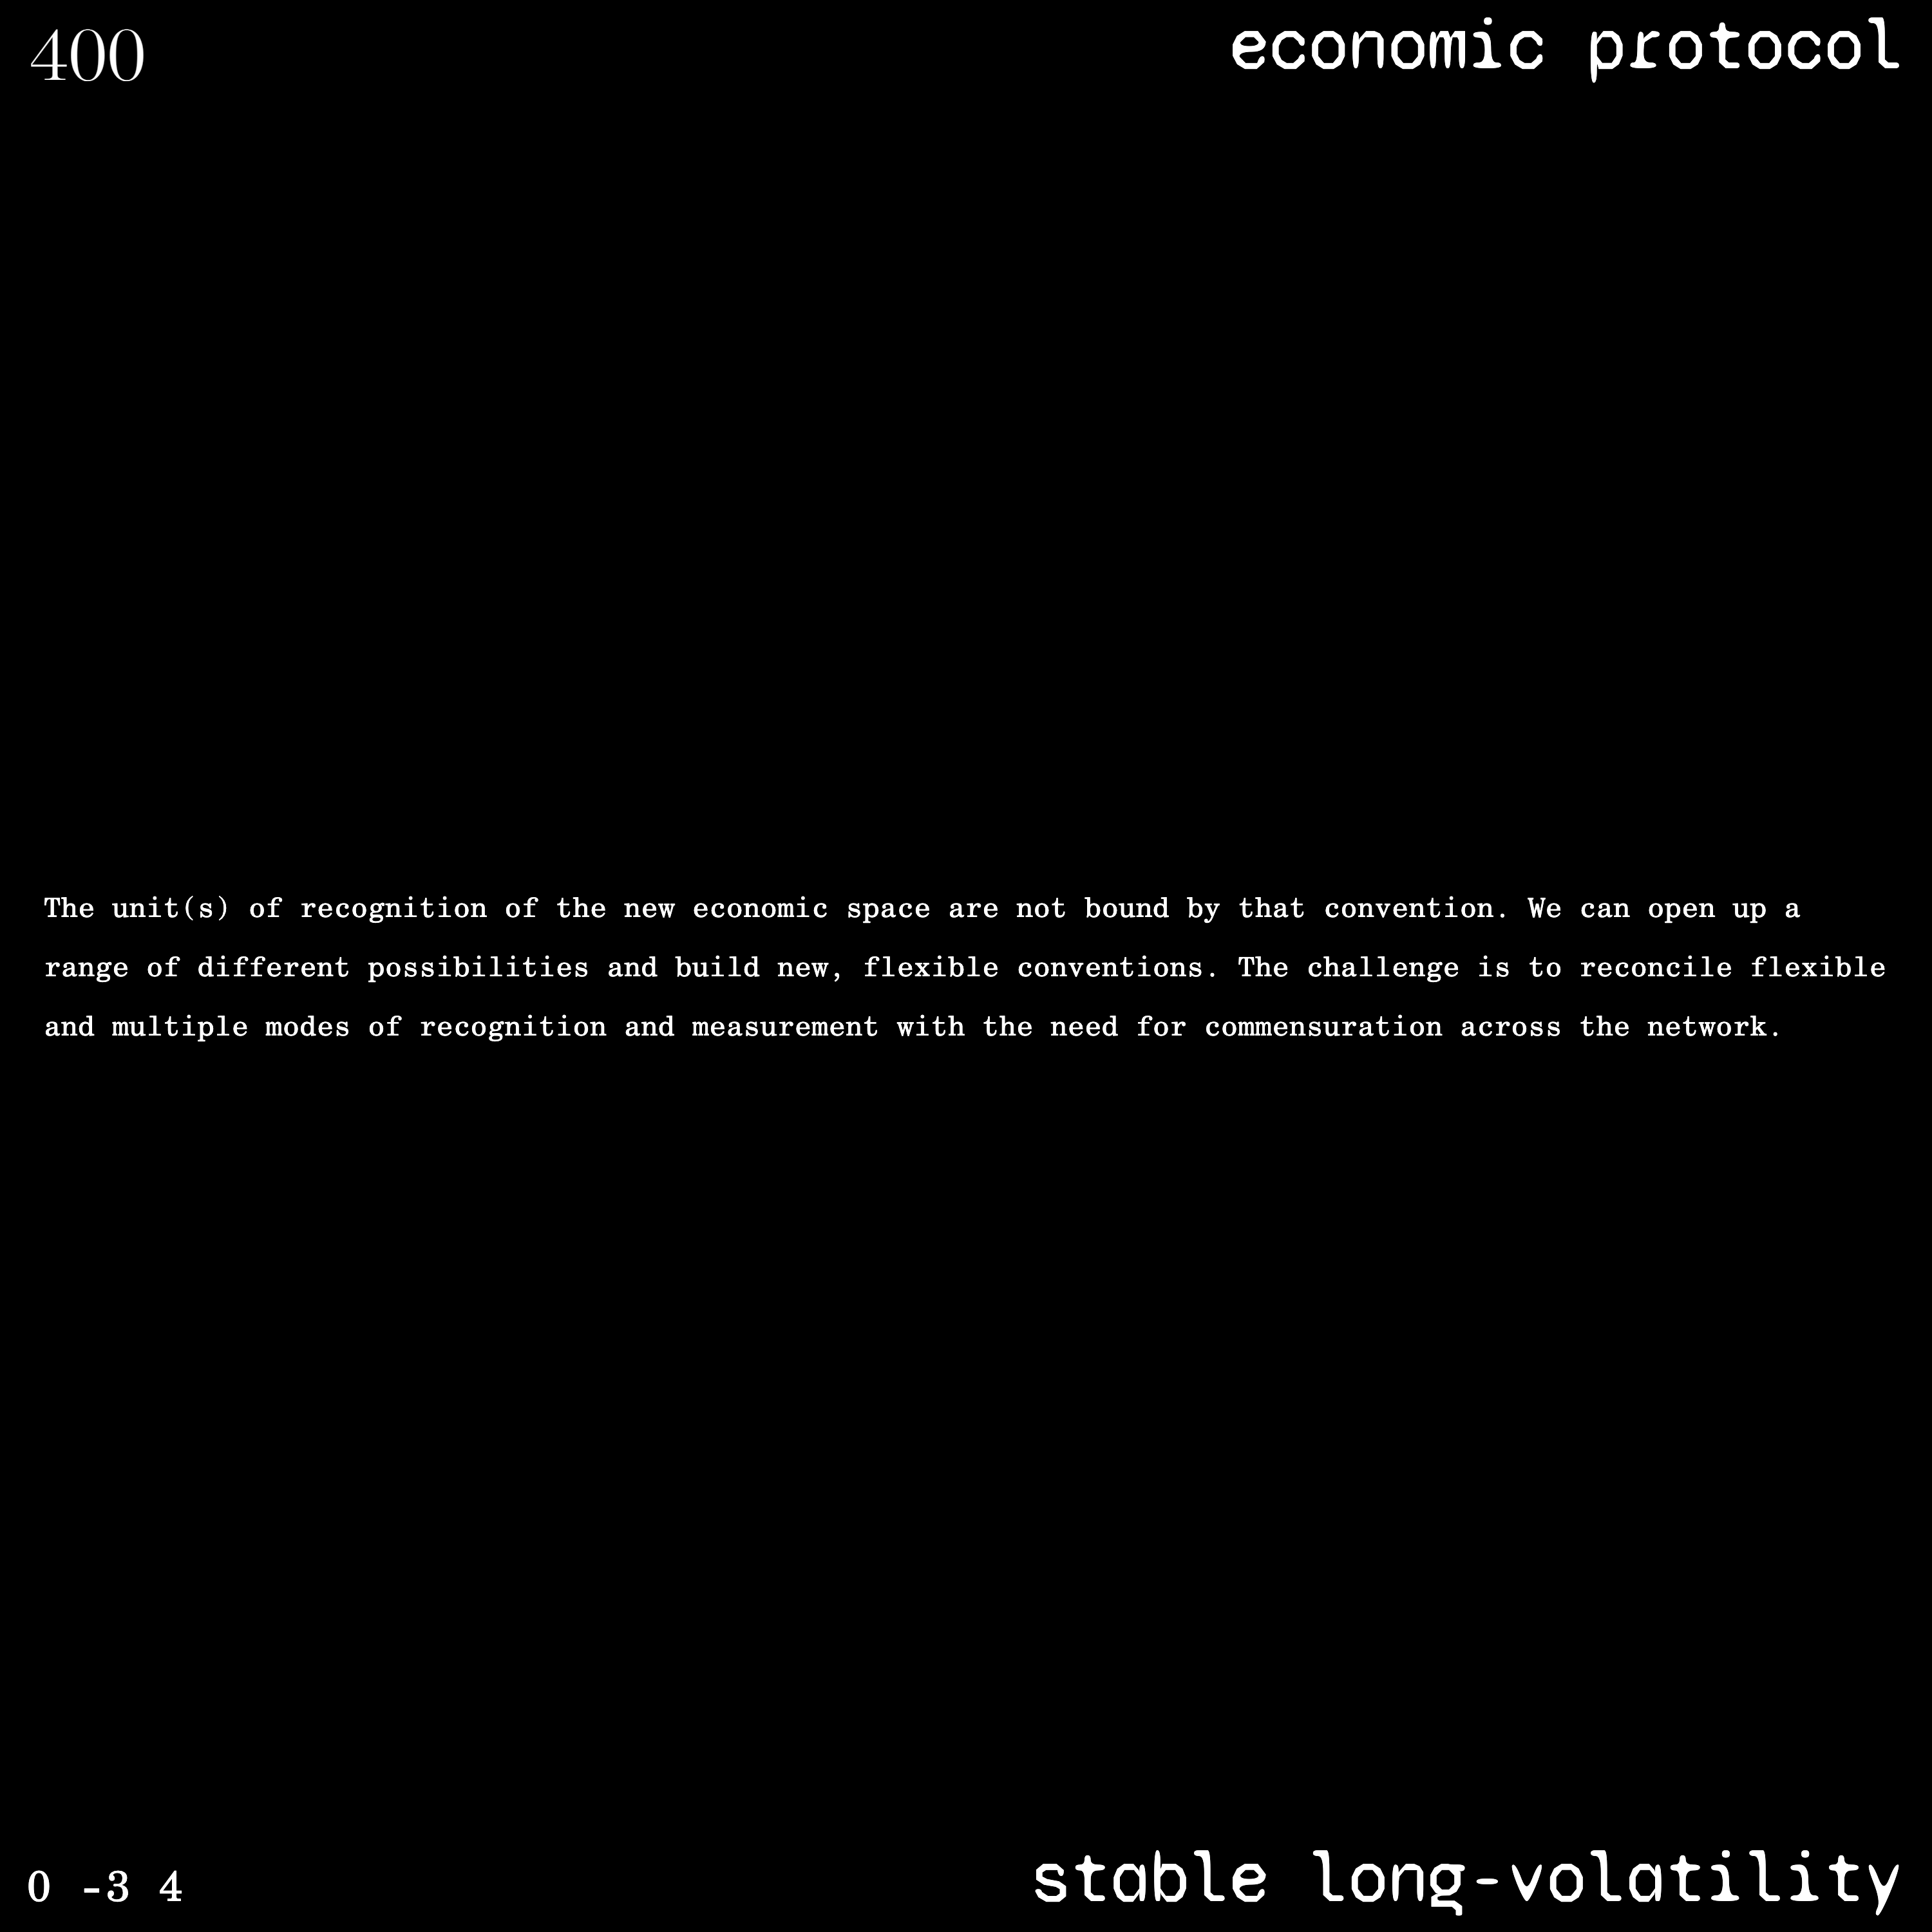 400
economic protocol
The unit(s) of recognition of the new economic space are not bound by that convention. We can open up a
range of different possibilities and build new, flexible conventions. The challenge is to reconcile flexible
and multiple modes of recognition and measurement with the need for commensuration across the network.
0 -3 4
stable long-volatility